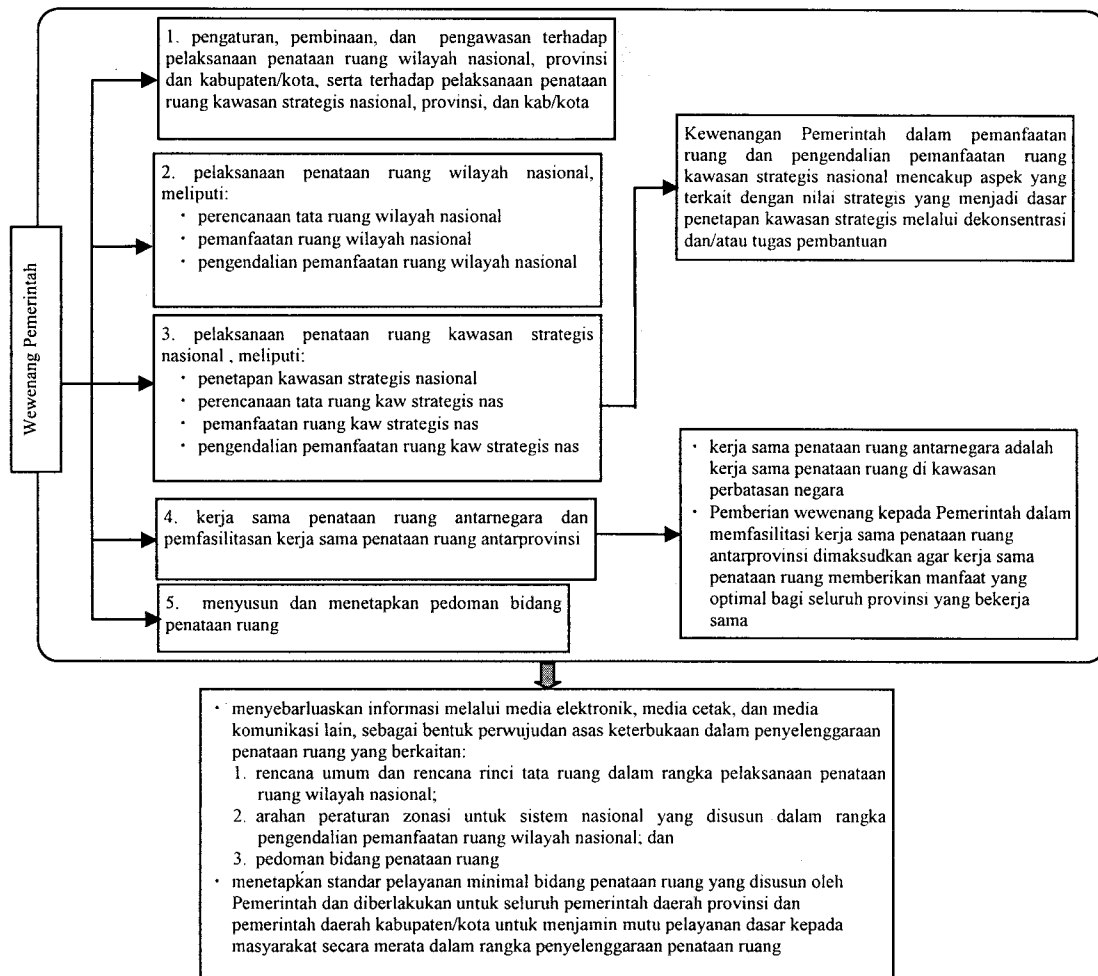 Wewenang Pemerintah
1. pengaturan, pembinaan, dan pengawasan terhadap
pelaksanaan penataan ruang wilayah nasional, provinsi
dan kabupaten/kota, serta terhadap pelaksanaan penataan
ruang kawasan strategis nasional, provinsi, dan kab/kota
2. pelaksanaan penataan ruang wilayah nasional,
meliputi:
· perencanaan tata ruang wilayah nasional
· pemanfaatan ruang wilayah nasional
· pengendalian pemanfaatan ruang wilayah nasional
3. pelaksanaan penataan ruang kawasan strategis
nasional , meliputi:
· penetapan kawasan strategis nasional
· perencanaan tata ruang kaw strategis nas
· pemanfaatan ruang kaw strategis nas
· pengendalian pemanfaatan ruang kaw strategis nas
4. kerja sama penataan ruang antarnegara dan
pemfasilitasan kerja sama penataan ruang antarprovinsi
5. menyusun dan menetapkan pedoman bidang
penataan ruang
Kewenangan Pemerintah dalam pemanfatan
ruang dan pengendalian pemanfaatan ruang
kawasan strategis nasional mencakup aspek yang
terkait dengan nilai strategis yang menjadi dasar
penetapan kawasan strategis melalui dekonsentrasi
dan/atau tugas pembantuan
· kerja sama penataan ruang antarnegara adalah
kerja sama penataan ruang di kawasan
perbatasan negara
· Pemberian wewenang kepada Pemerintah dalam
memfasilitasi kerja sama penataan ruang
antarprovinsi dimaksudkan agar kerja sama
penataan ruang memberikan manfaat yang
optimal bagi seluruh provinsi yang bekerja
sama
· menyebarluaskan informasi melalui media elektronik, media cetak, dan media
komunikasi lain, sebagai bentuk perwujudan asas keterbukaan dalam penyelenggaraan
penataan ruang yang berkaitan:
1. rencana umum dan rencana rinci tata ruang dalam rangka pelaksanaan penataan
ruang wilayah nasional;
2. arahan peraturan zonasi untuk sistem nasional yang disusun dalam rangka
pengendalian pemanfaatan ruang wilayah nasional; dan
3. pedoman bidang penataan ruang
· menetapkan standar pelayanan minimal bidang penataan ruang yang disusun oleh
Pemerintah dan diberlakukan untuk seluruh pemerintah daerah provinsi dan
pemerintah daerah kabupaten/kota untuk menjamin mutu pelayanan dasar kepada
masyarakat secara merata dalam rangka penyelenggaraan penataan ruang